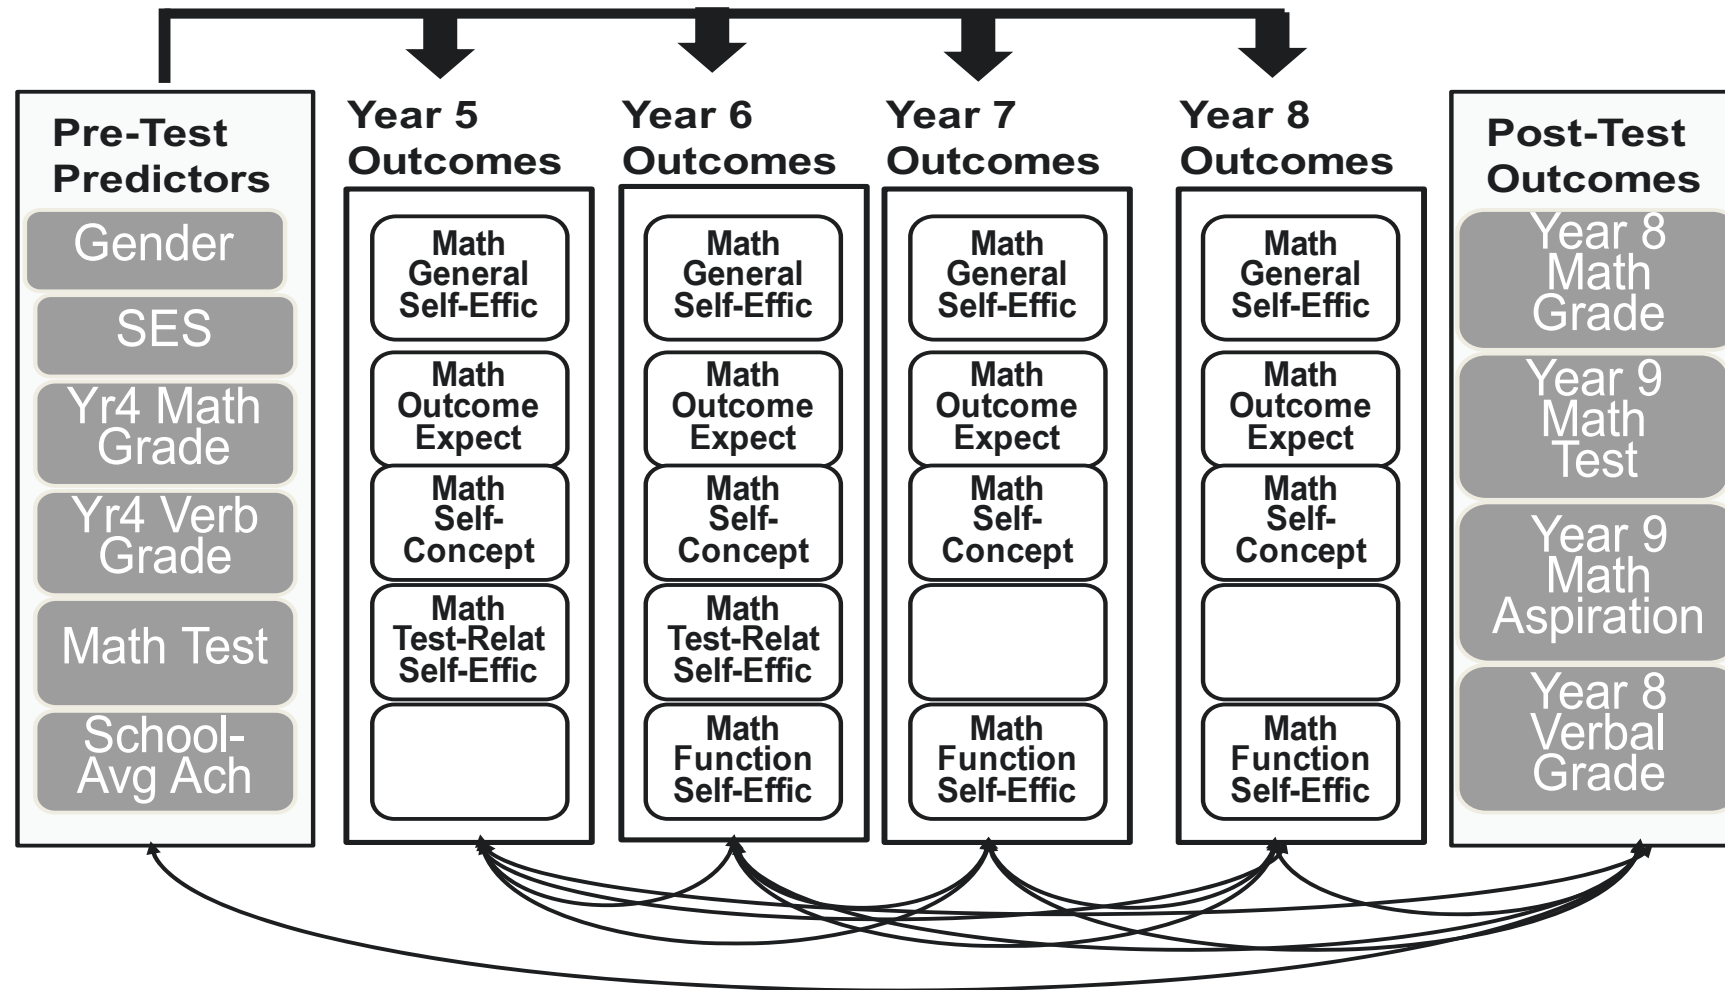 Pre-Test
Predictors
Gender
SES
Yr4 Math
Grade
Yr4 Verb
Grade
Math Test
School-
Avg Ach
Year 5
Outcomes
Math
General
Self-Effic
Math
Outcome
Expect
Math
Self-
Concept
Math
Test-Relat
Self-Effic
Year 6
Outcomes
Math
General
Self-Effic
Math
Outcome
Expect
Math
Self-
Concept
Math
Test-Relat
Self-Effic
Math
Function
Self-Effic
Year 7
Outcomes
Math
General
Self-Effic
Math
Outcome
Expect
Math
Self-
Concept
Math
Function
Self-Effic
Year 8
Outcomes
Math
General
Self-Effic
Math
Outcome
Expect
Math
Self-
Concept
Math
Function
Self-Effic
Post-Test
Outcomes
Year 8
Math
Grade
Year 9
Math
Test
Year 9
Math
Aspiration
Year 8
Verbal
Grade